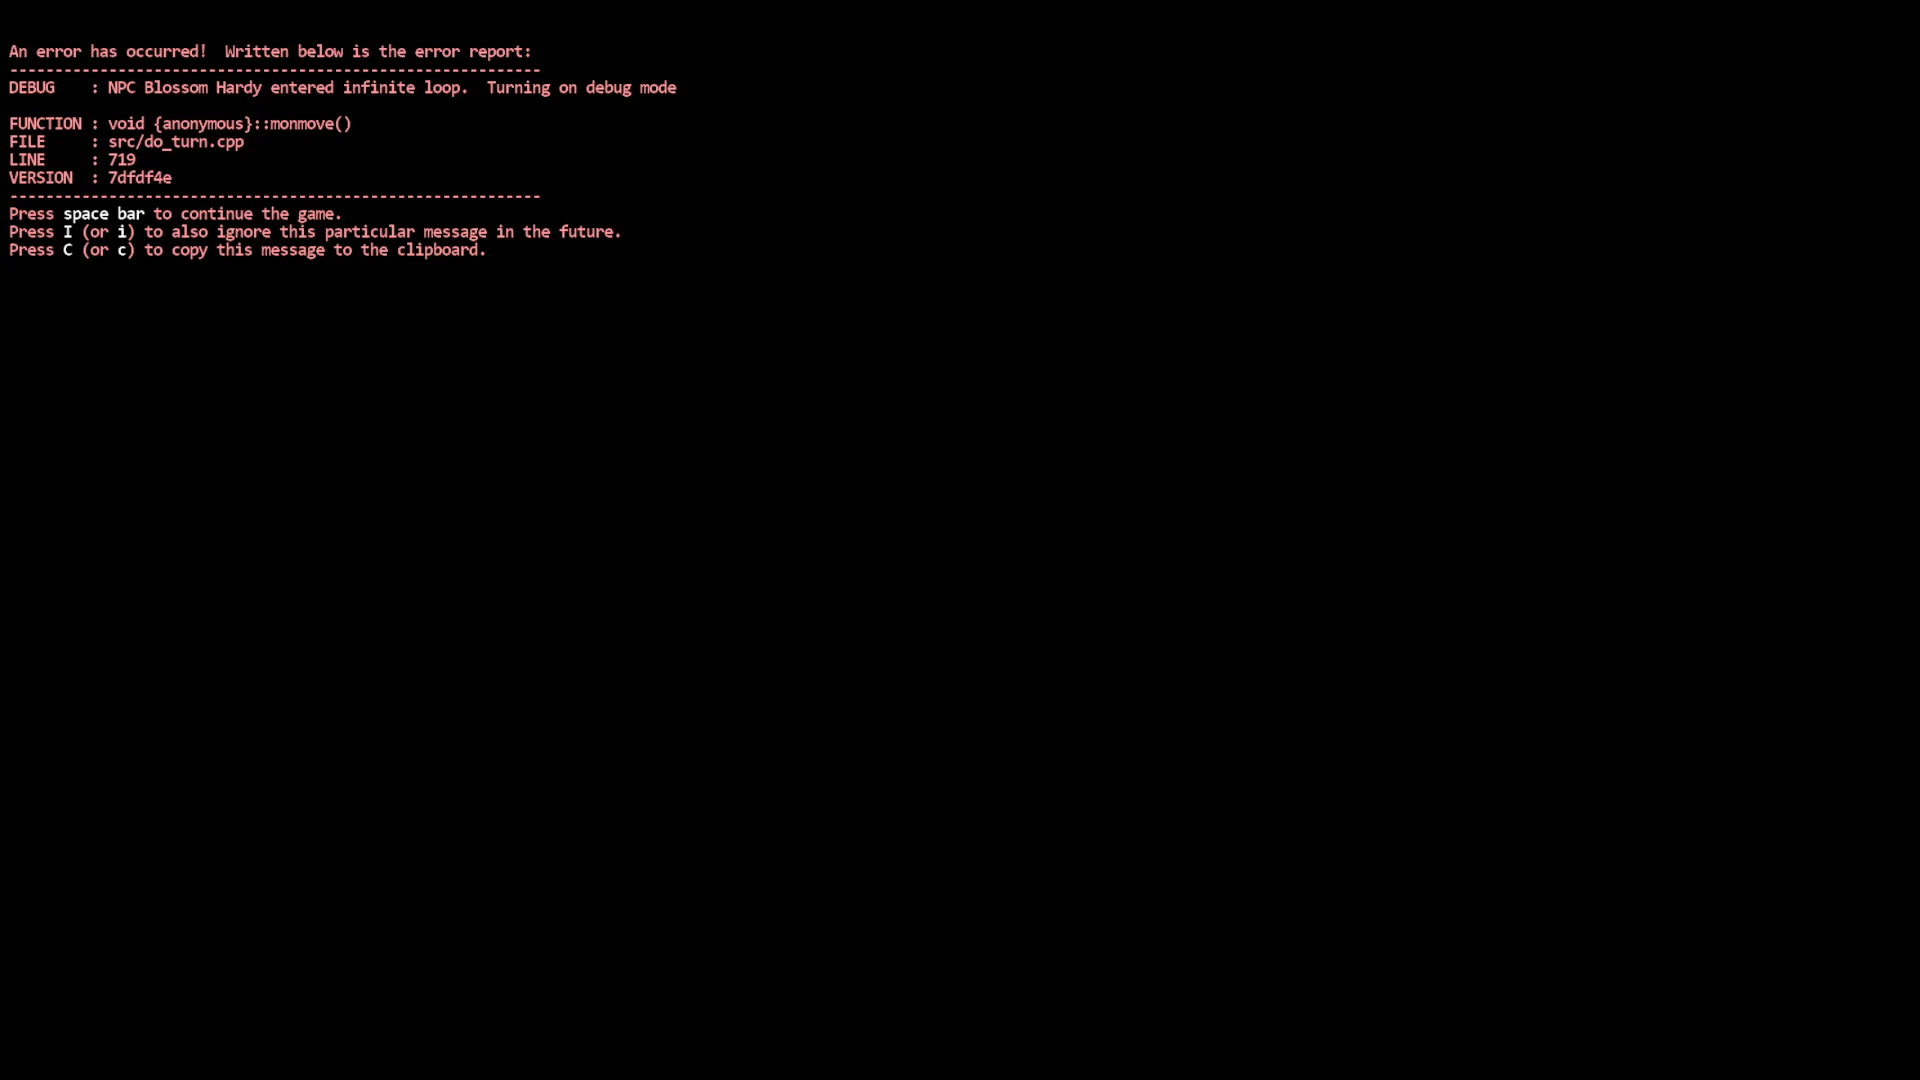 An error has occurred!  Written below is the error report:
-----------------------------------------------------------
DEBUG    : NPC Blossom Hardy entered infinite loop.  Turning on debug mode
FUNCTION : void {anonymous}::monmove()
FILE     : src/do_turn.cpp
LINE     : 719
VERSION  : 7dfdf4e
-----------------------------------------------------------
Press space bar to continue the game.
Press I (or i) to also ignore this particular message in the future.
Press C (or c) to copy this message to the clipboard.